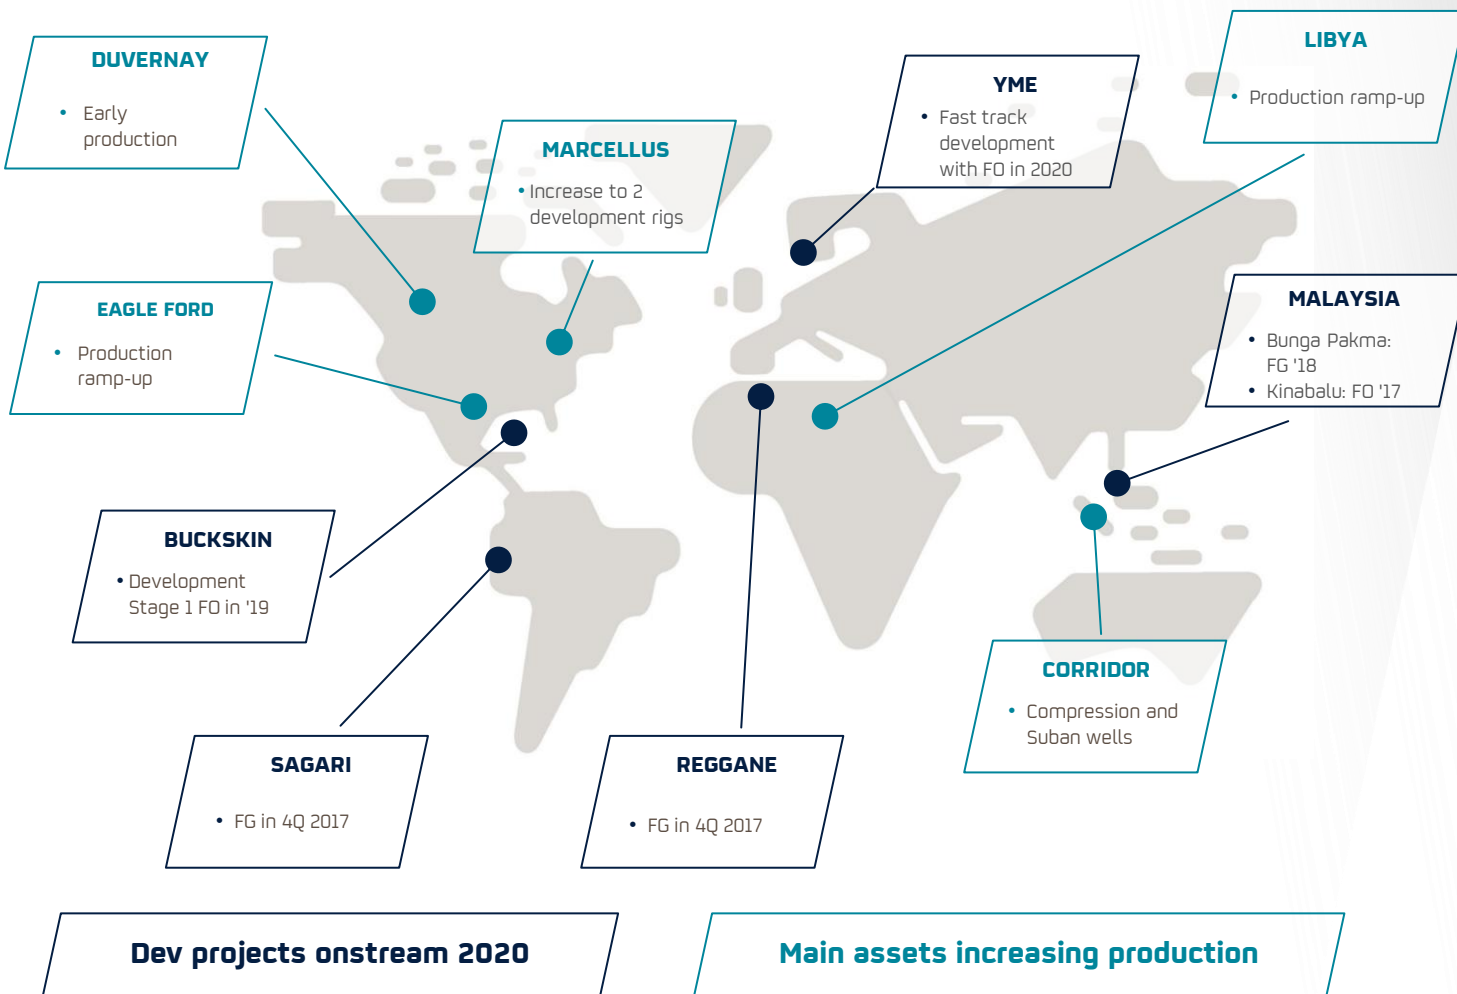 DUVERNAY
• Early
production
MARCELLUS
• Increase to 2
development rigs
YME
• Fast track
development
with FO in 2020
LIBYA
• Production ramp-up
EAGLE FORD
• Production
ramp-up
MALAYSIA
• Bunga Pakma:
FG '18
• Kinabalu: FO '17
BUCKSKIN
• Development
Stage 1 FO in '19
CORRIDOR
• Compression and
Suban wells
SAGARI
• FG in 4Q 2017
REGGANE
• FG in 4Q 2017
Dev projects onstream 2020
Main assets increasing production